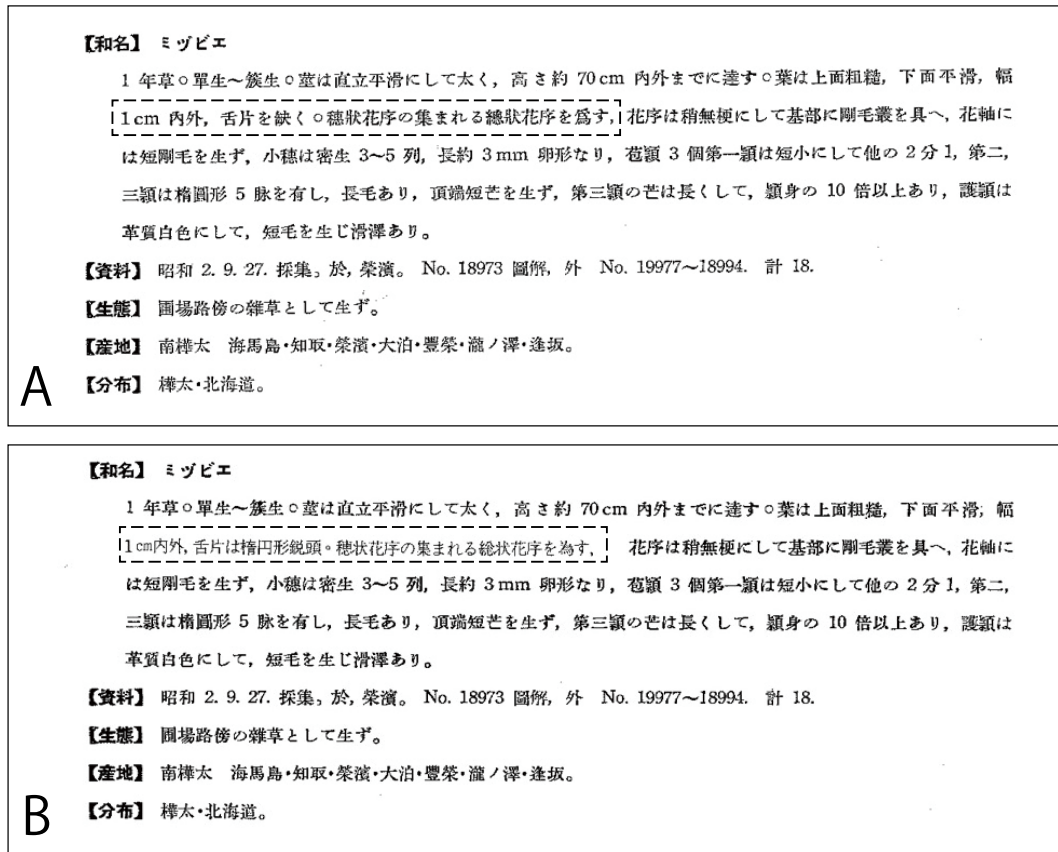 【和名】 ミヅビエ
1 年草○單生～簇生○莖は直立平滑にして太く，高さ約 70cm 内外までに達す○葉は上面粗糙，下面平滑，幅
1cm 内外，舌片を缺く○穗狀花序の集まれる總狀花序を爲す，花序は稍無梗にして基部に剛毛叢を具へ，花軸に
は短剛毛を生ず，小穗は密生 3～5 列，長約 3mm 卵形なり，苞穎 3 個第一穎は短小にして他の 2 分 1，第二，
三穎は楕圓形 5 脉を有し，長毛あり，頂端短芒を生ず，第三穎の芒は長くして，穎身の 10 倍以上あり，護穎は
革質白色にして，短毛を生じ滑澤あり。
【資料】 昭和 2. 9. 27. 採集。於，榮濱。 No. 18973 圖解，外 No. 19977～18994. 計 18.
【生態】 圃場路傍の雜草として生ず。
【産地】 南樺太 海馬島・知取・榮濱・大泊・豐榮・瀧ノ澤・逢坂。
【分布】 樺太・北海道。
A
【和名】 ミヅビエ
1 年草○單生～簇生○莖は直立平滑にして太く，高さ約 70cm 内外までに達す○葉は上面粗糙，下面平滑，幅
1㎝内外，舌片は楕円形鋭頭。穂状花序の集まれる総状花序を為す， 花序は稍無梗にして基部に剛毛叢を具へ，花軸に
は短剛毛を生ず，小穗は密生 3～5 列，長約 3mm 卵形なり，苞穎 3 個第一穎は短小にして他の 2 分 1，第二，
三穎は楕圓形 5 脉を有し，長毛あり，頂端短芒を生ず，第三穎の芒は長くして，穎身の 10 倍以上あり，護穎は
革質白色にして，短毛を生じ滑澤あり。
【資料】 昭和 2. 9. 27. 採集。於，榮濱。 No. 18973 圖解，外 No. 19977～18994. 計 18.
【生態】 圃場路傍の雜草として生ず。
【産地】 南樺太 海馬島・知取・榮濱・大泊・豐榮・瀧ノ澤・逢坂。
【分布】 樺太・北海道。
B